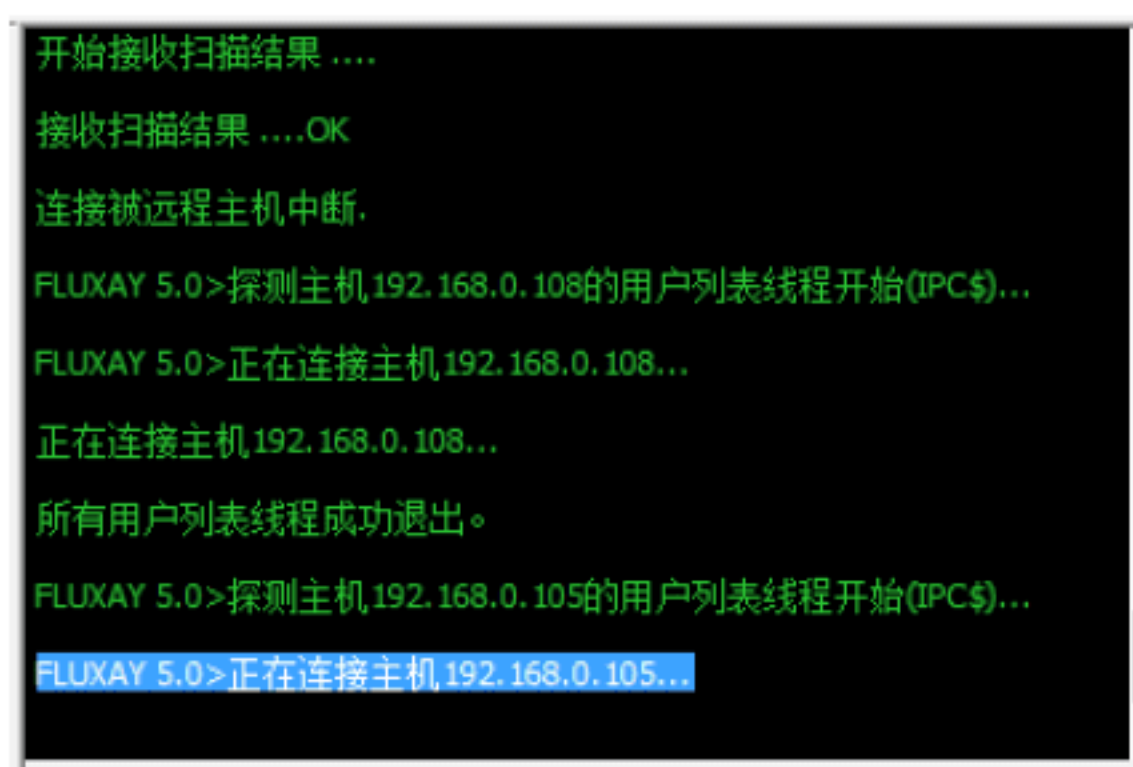 开始接收扫描结果 ....
接收扫描结果 ....OK
连接被远程主机中断.
FLUXAY 5.0>探测主机192.168.0.108的用户列表线程开始(IPC$)...
FLUXAY 5.0>正在连接主机192.168.0.108...
正在连接主机192.168.0.108...
所有用户列表线程成功退出。
FLUXAY 5.0>探测主机192.168.0.105的用户列表线程开始(IPC$)...
FLUXAY 5.0>正在连接主机192.168.0.105...